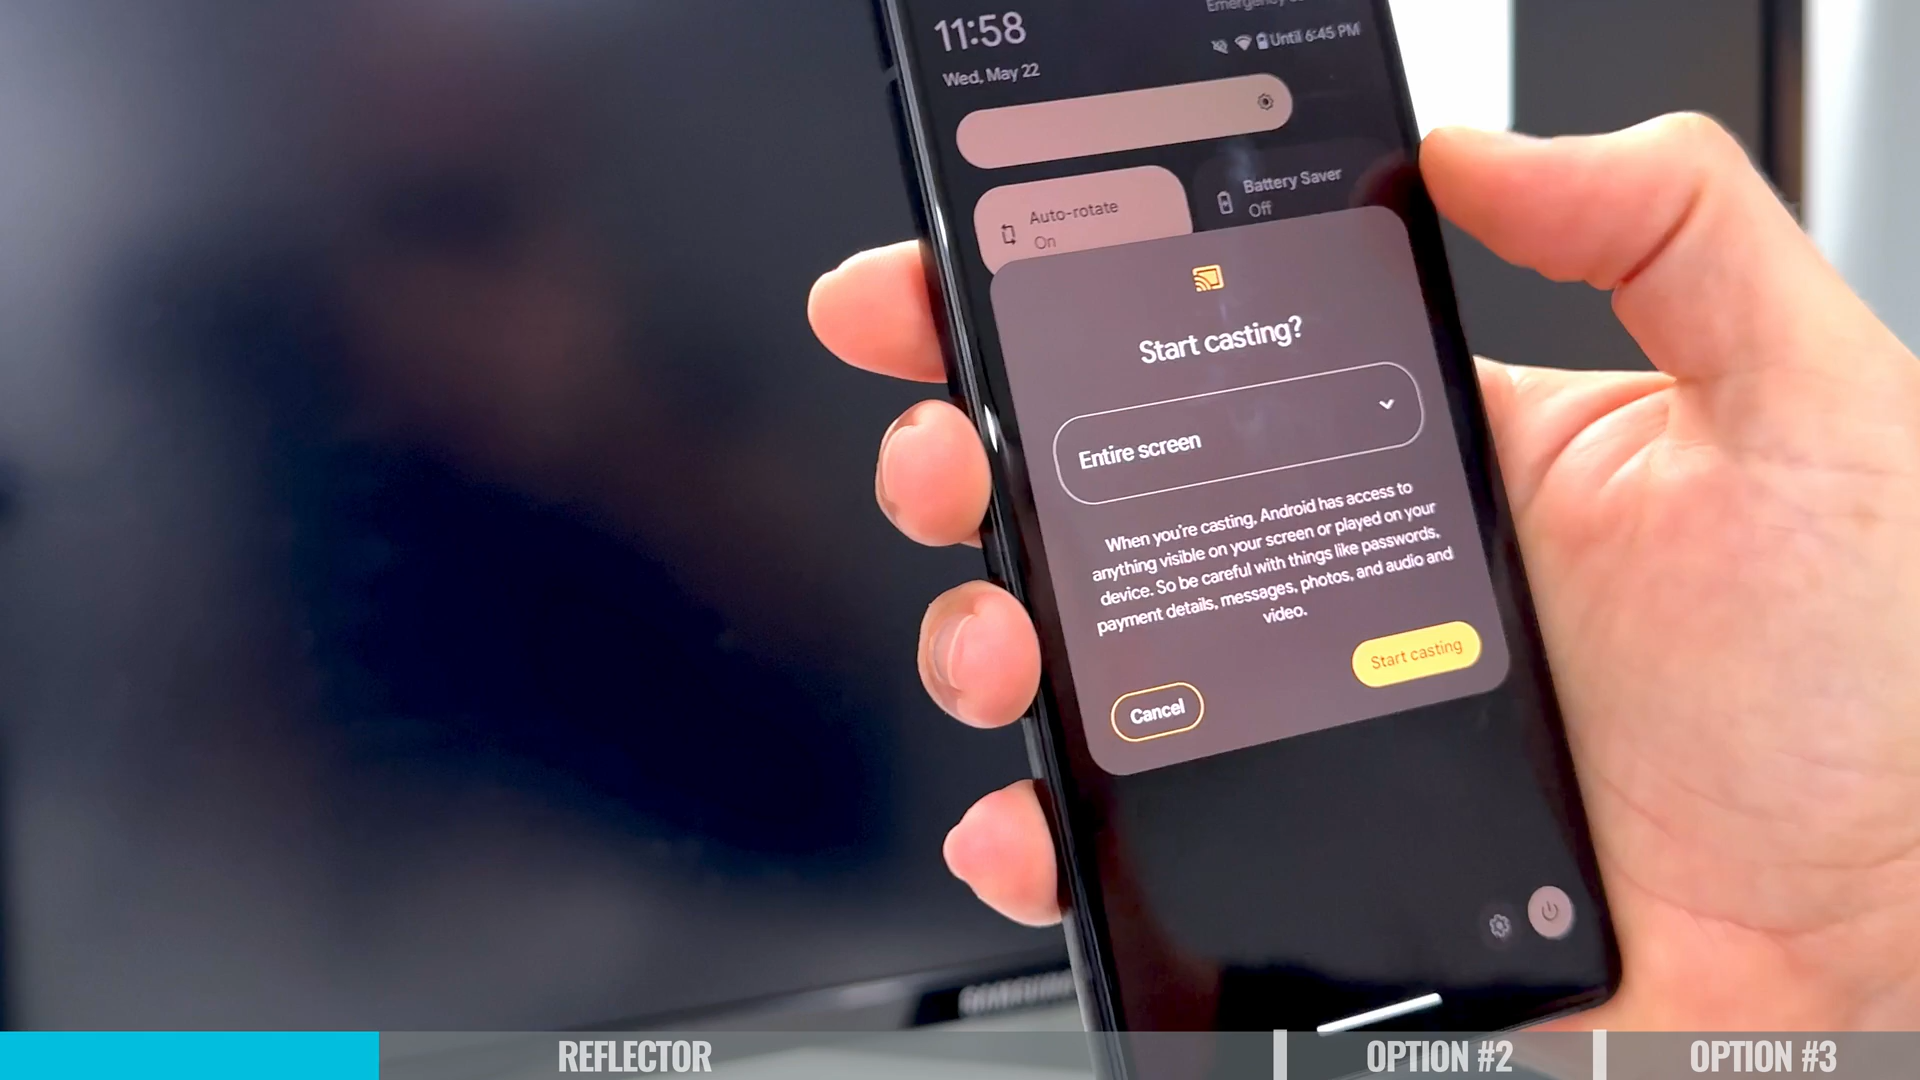 11:58
Wed, May 22
Until 6:45 PM
Auto-rotate
On
Battery Saver
Off
Start casting?
Entire screen
When you're casting, Android has access to
anything visible on your screen or played on your
device. So be careful with things like passwords,
payment details, messages, photos, and audio and
video.
Start casting
Cancel
SAMSUNG
REFLECTOR
OPTION #2
OPTION #3